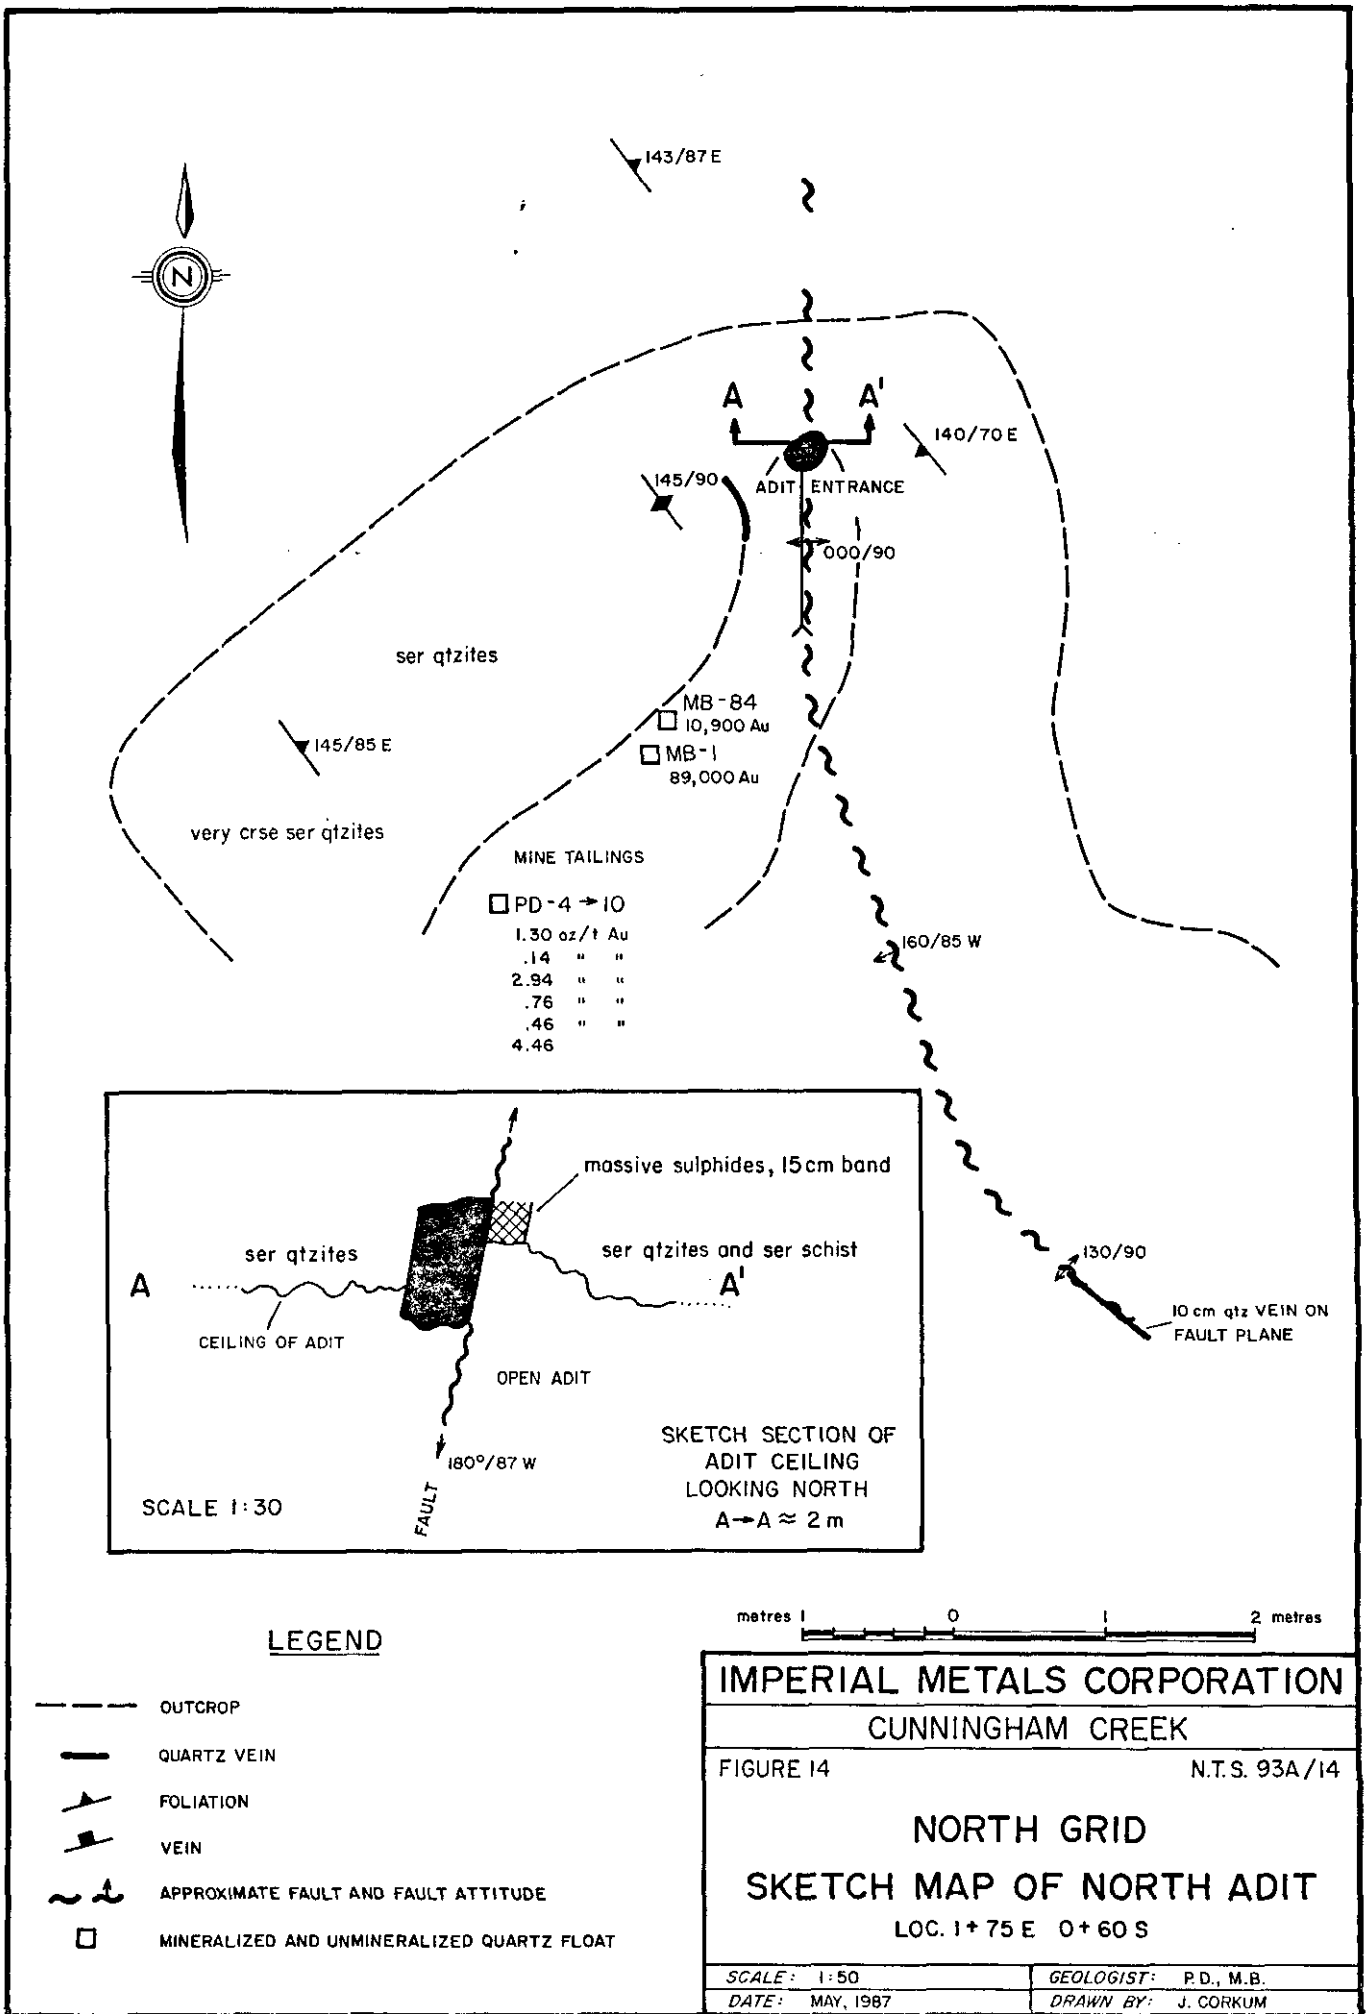 143/87 E
N
A A'
140/70 E
145/90
ADIT ENTRANCE
000/90
ser qtzites
MB-84
10,900 Au
MB-1
89,000 Au
145/85 E
very crse ser qtzites
MINE TAILINGS
PD-4 → 10
1.30 oz/t Au
.14 " "
2.94 " "
.76 " "
.46 " "
4.46
160/85 W
130/90
10 cm qtz VEIN ON
FAULT PLANE
massive sulphides, 15cm band
ser qtzites
ser qtzites and ser schist
A A'
CEILING OF ADIT
OPEN ADIT
180°/87 W
FAULT
SCALE 1:30
SKETCH SECTION OF
ADIT CEILING
LOOKING NORTH
A→A ≈ 2 m
metres 1 0 1 2 metres
LEGEND
OUTCROP
QUARTZ VEIN
FOLIATION
VEIN
APPROXIMATE FAULT AND FAULT ATTITUDE
MINERALIZED AND UNMINERALIZED QUARTZ FLOAT
IMPERIAL METALS CORPORATION
CUNNINGHAM CREEK
FIGURE 14 N.T.S. 93A/14
NORTH GRID
SKETCH MAP OF NORTH ADIT
LOC. 1+75 E 0+60 S
SCALE: 1:50 GEOLOGIST: P.D., M.B.
DATE: MAY, 1987 DRAWN BY: J. CORKUM